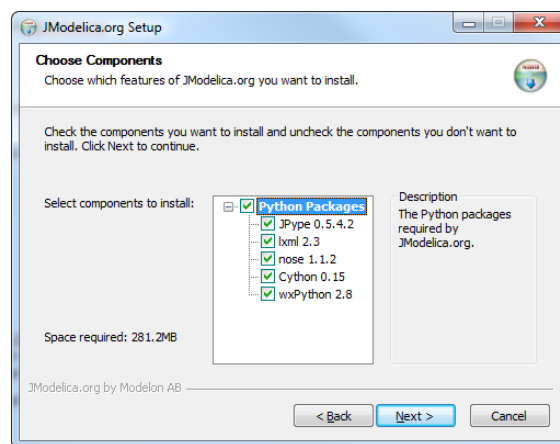 JModelica.org Setup
Choose Components
Choose which features of JModelica.org you want to install.
Check the components you want to install and uncheck the components you don't want to
install. Click Next to continue.
Select components to install:
Python Packages
JPype 0.5.4.2
lxml 2.3
nose 1.1.2
Cython 0.15
wxPython 2.8
Description
The Python packages
required by
JModelica.org.
Space required: 281.2MB
JModelica.org by Modelon AB
< Back
Next >
Cancel